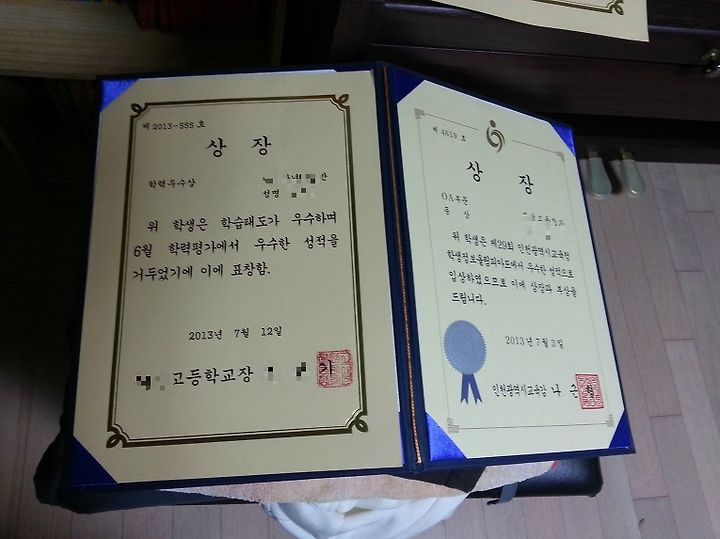 제 2013-SSS 호
상 장
학력우수상
성명
위 학생은 학습태도가 우수하며
6월 학력평가에서 우수한 성적을
거두었기에 이에 표창함.
2013년 7월 12일
고등학교장
제 4619 호
상 장
OA부문
동 상
위 학생은 제29회 인천광역시교육청
학생정보올림피아드에서 우수한 성적으로
입상하였으므로 이에 상장과 부상을
드립니다.
2013년 7월 3일
인천광역시교육감 나 근